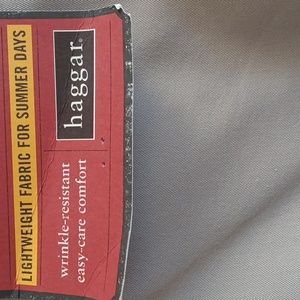 LIGHTWEIGHT FABRIC FOR SUMMER DAYS
haggar®
wrinkle-resistant
easy-care comfort